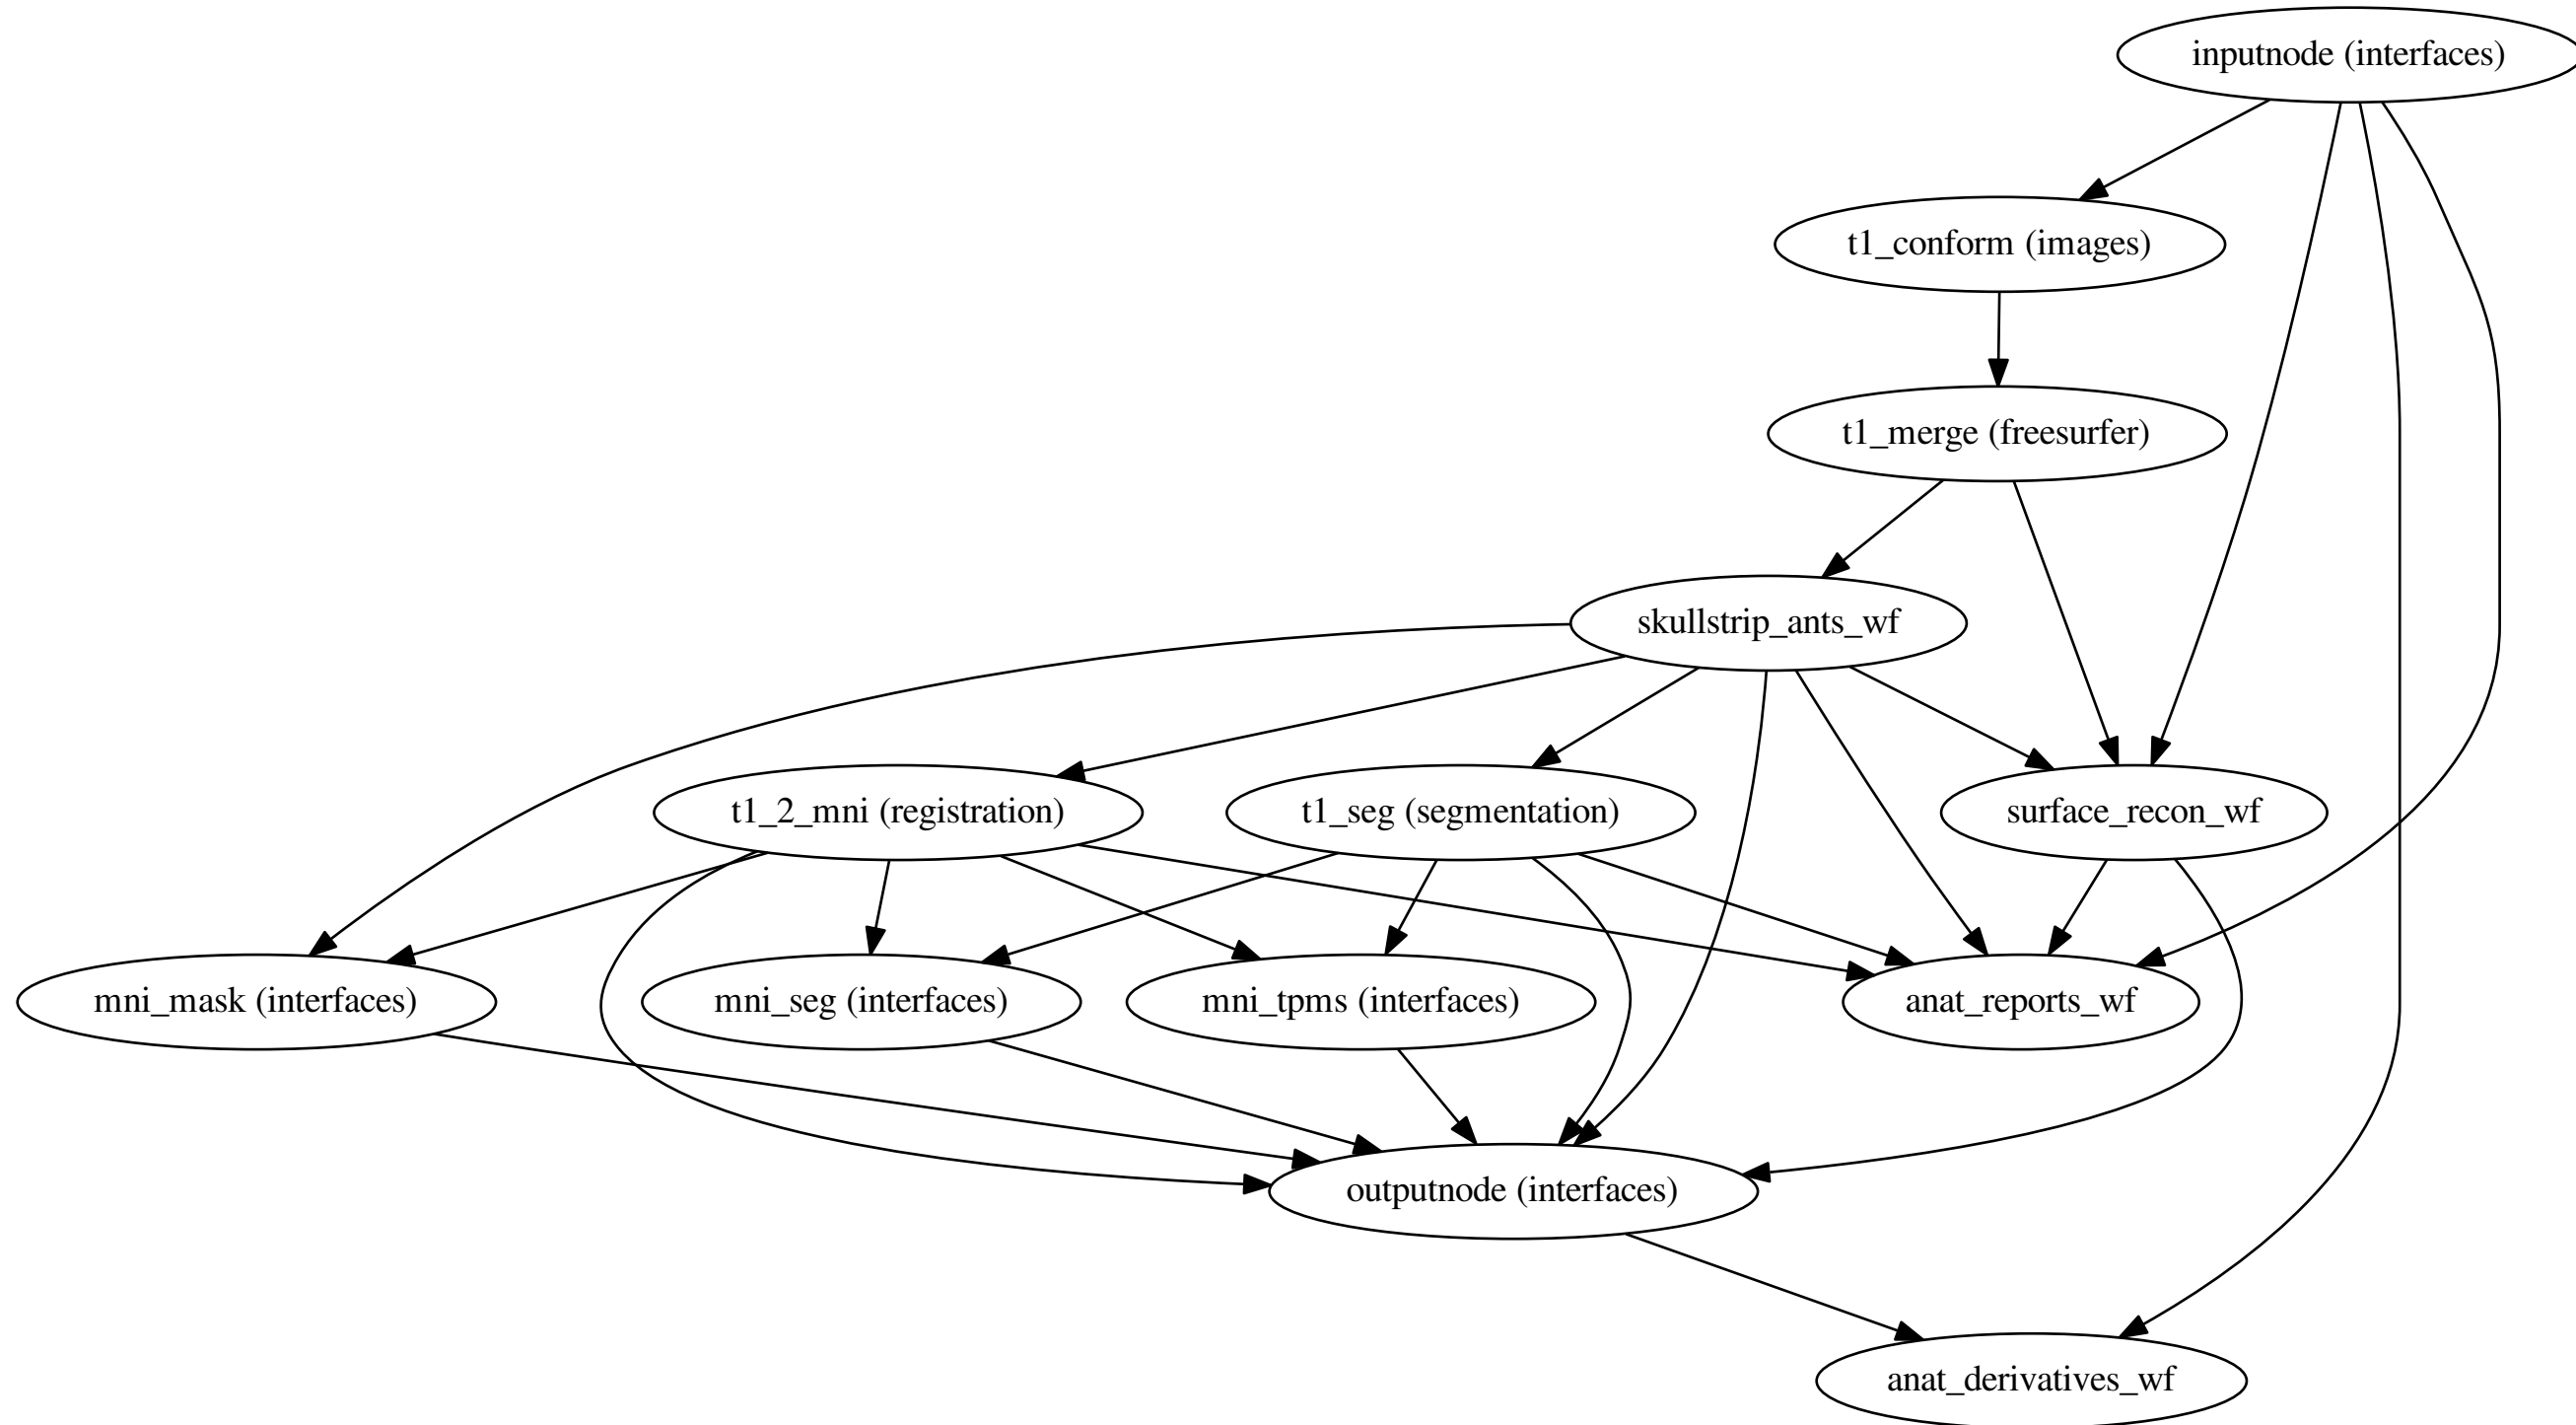 inputnode (interfaces)
t1_conform (images)
t1_merge (freesurfer)
skullstrip_ants_wf
t1_2_mni (registration)
t1_seg (segmentation)
surface_recon_wf
mni_mask (interfaces)
mni_seg (interfaces)
mni_tpms (interfaces)
anat_reports_wf
outputnode (interfaces)
anat_derivatives_wf